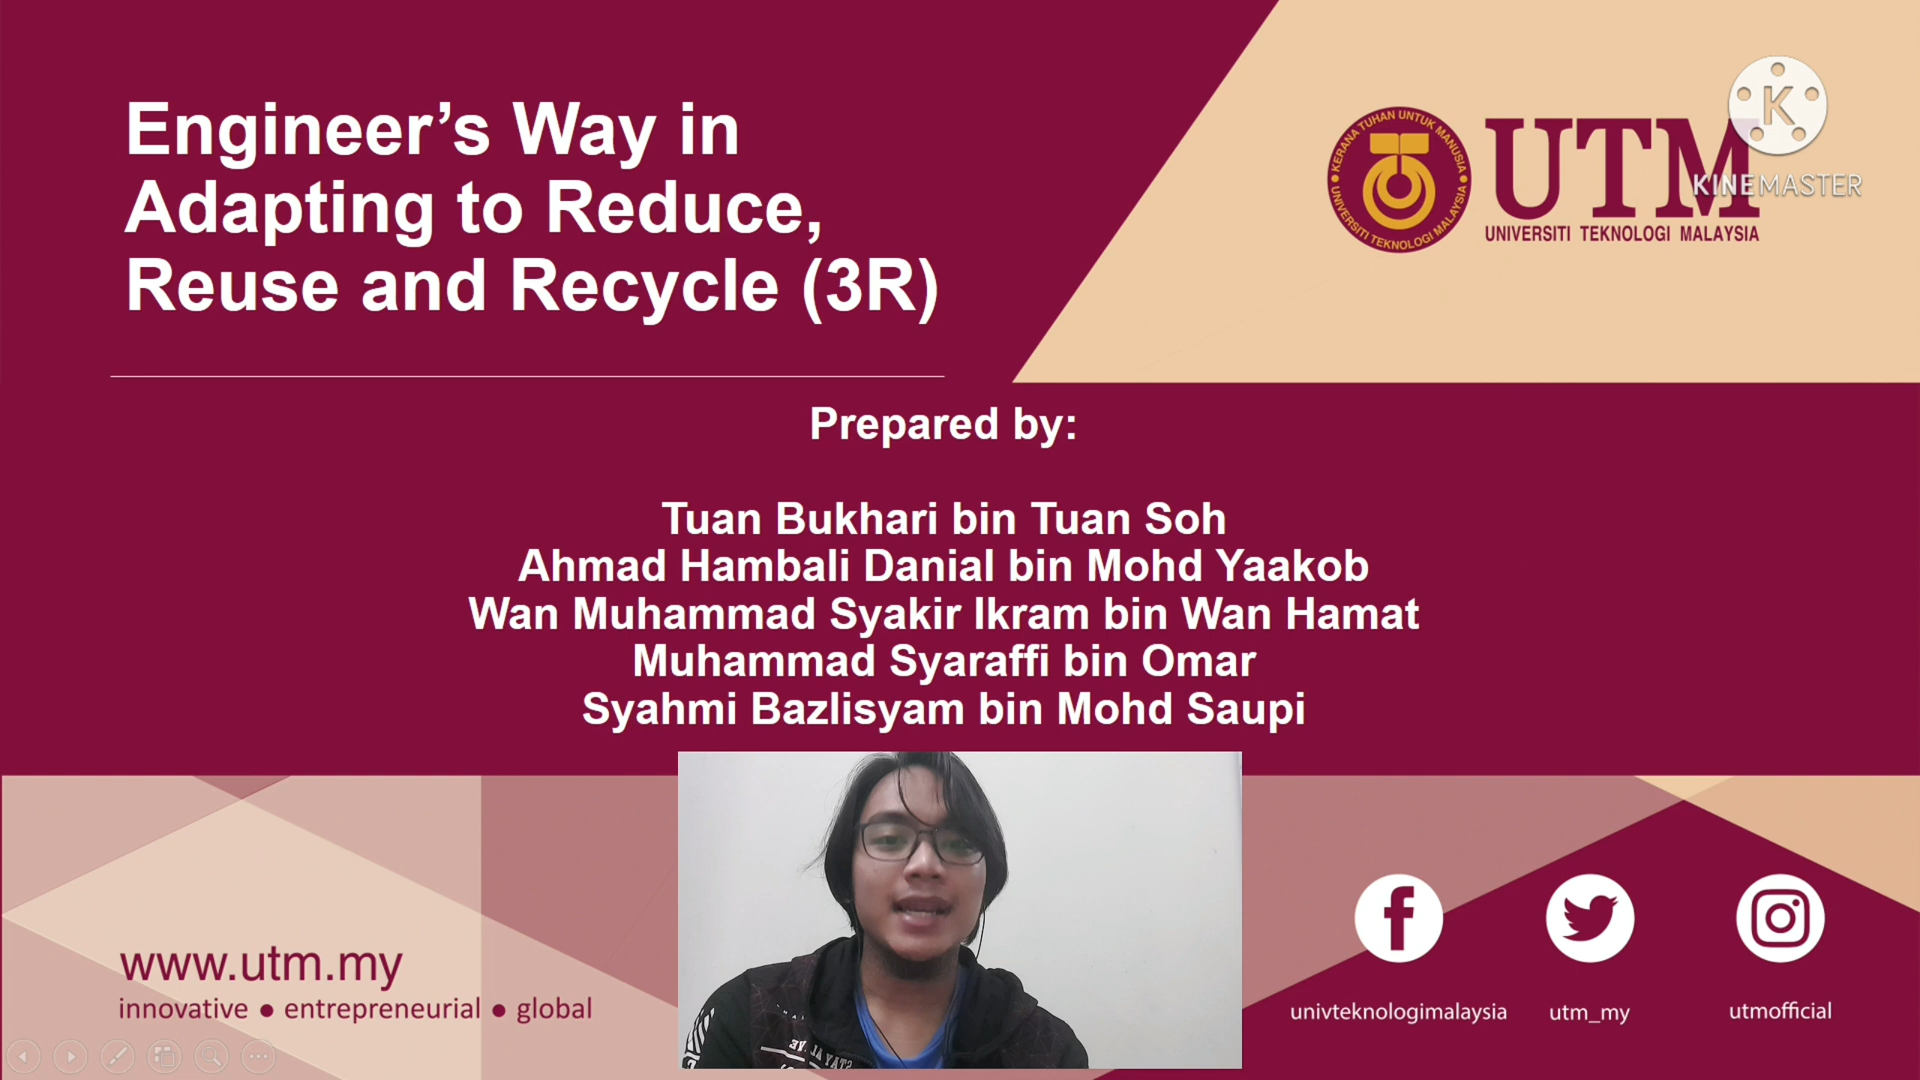 Engineer’s Way in
Adapting to Reduce,
Reuse and Recycle (3R)
KERANA TUHAN UNTUK MANUSIA
UNIVERSITI TEKNOLOGI MALAYSIA
UTM
UNIVERSITI TEKNOLOGI MALAYSIA
K
KINEMASTER
Prepared by:
Tuan Bukhari bin Tuan Soh
Ahmad Hambali Danial bin Mohd Yaakob
Wan Muhammad Syakir Ikram bin Wan Hamat
Muhammad Syaraffi bin Omar
Syahmi Bazlisyam bin Mohd Saupi
www.utm.my
innovative ● entrepreneurial ● global
univteknologimalaysia
utm_my
utmofficial